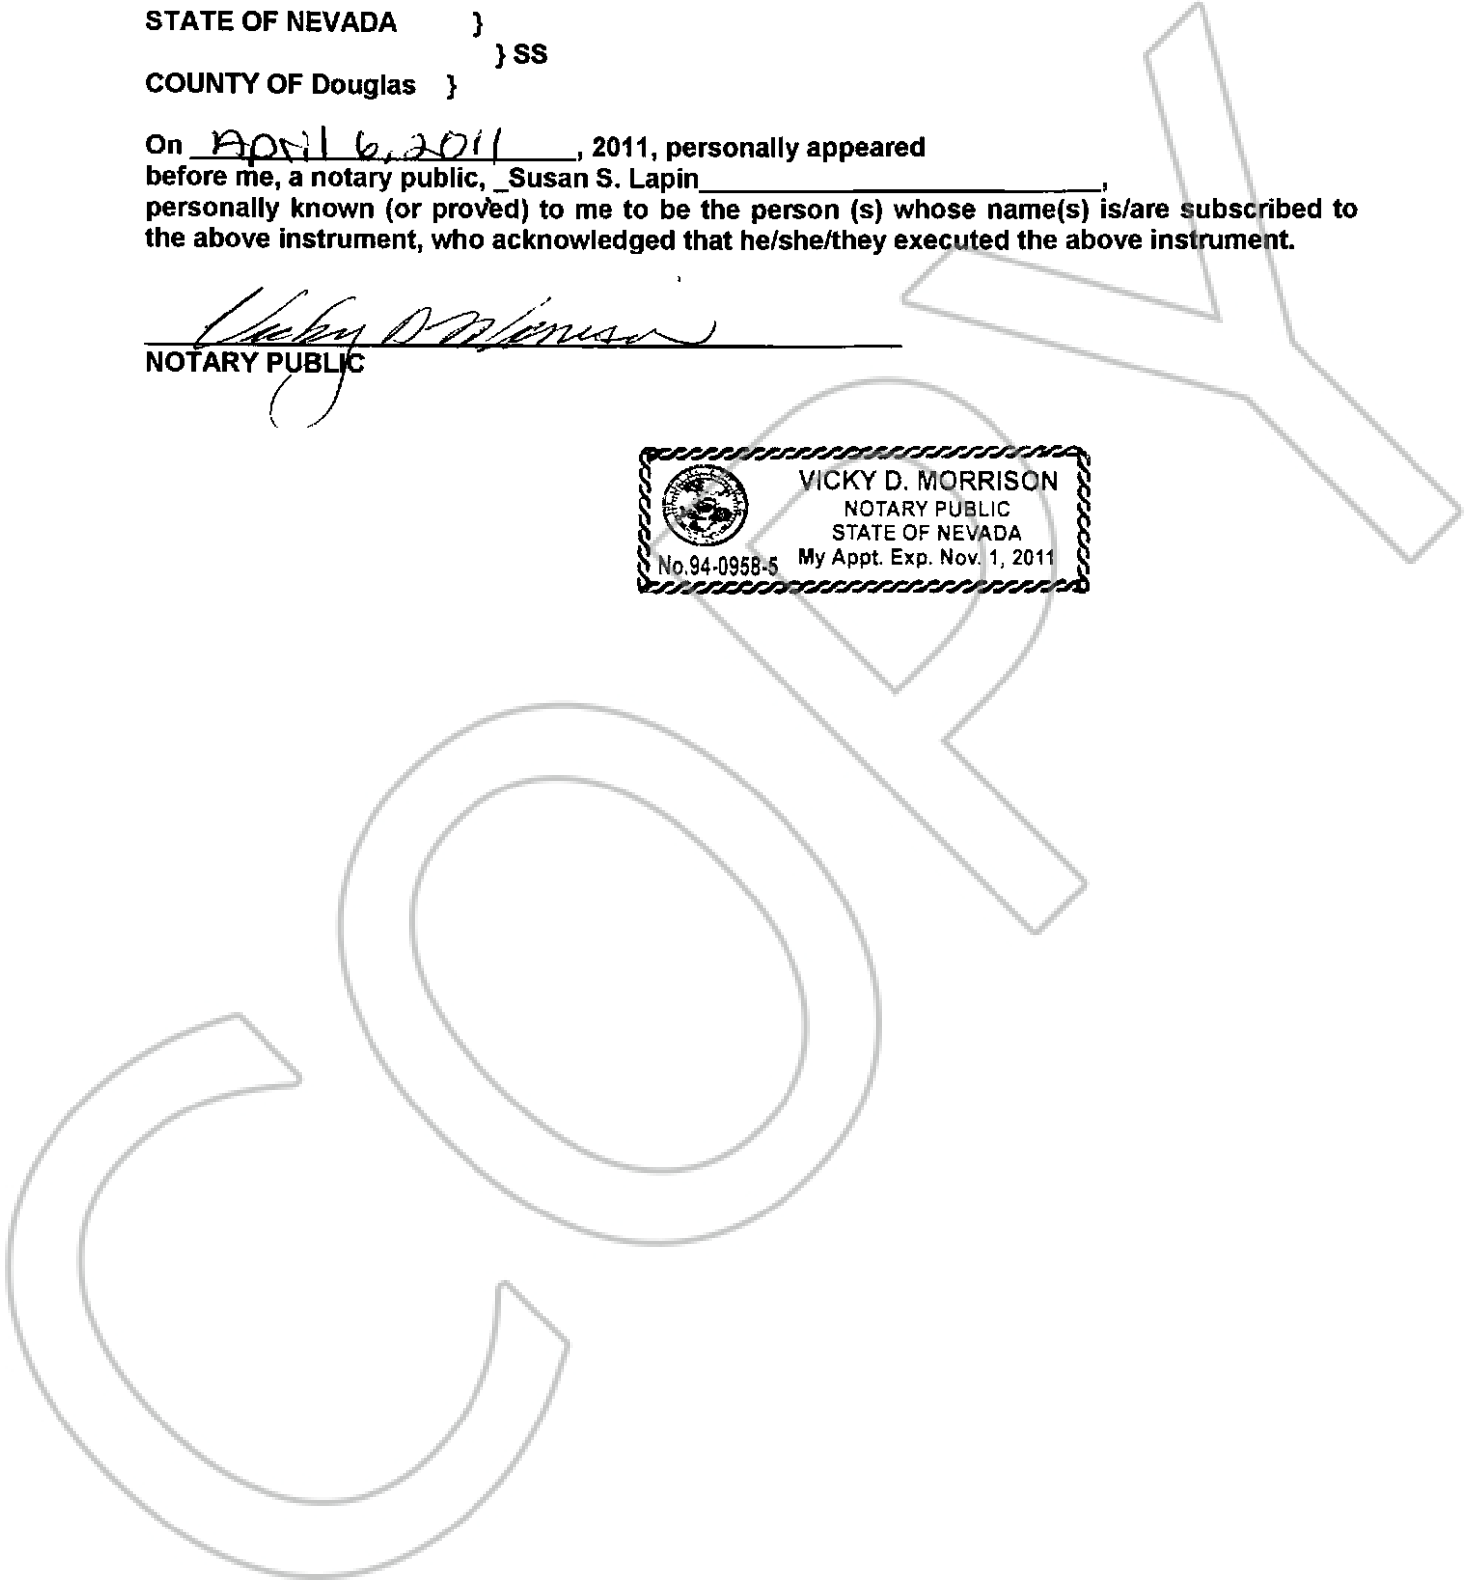 STATE OF NEVADA }
} SS
COUNTY OF Douglas }
On April 6, 2011, 2011, personally appeared
before me, a notary public, _Susan S. Lapin_,
personally known (or proved) to me to be the person (s) whose name(s) is/are subscribed to
the above instrument, who acknowledged that he/she/they executed the above instrument.
Vicky D Morrison
NOTARY PUBLIC
VICKY D. MORRISON
NOTARY PUBLIC
STATE OF NEVADA
No.94-0958-5 My Appt. Exp. Nov. 1, 2011
COPY